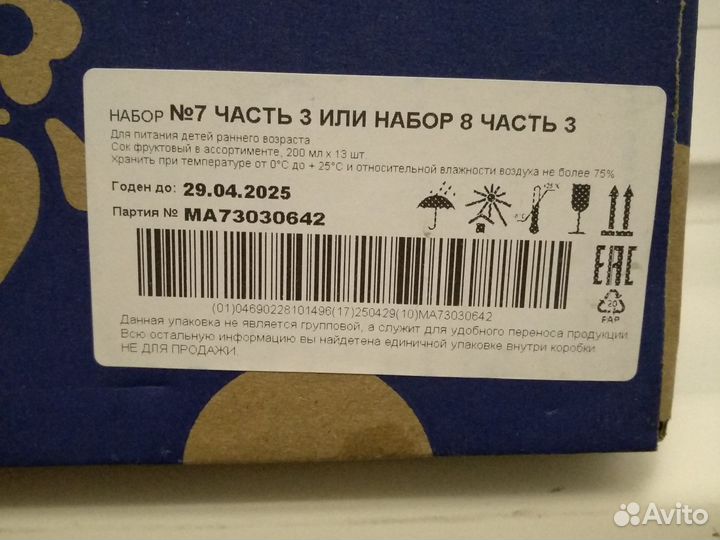 НАБОР №7 ЧАСТЬ 3 ИЛИ НАБОР 8 ЧАСТЬ 3
Для питания детей раннего возраста
Сок фруктовый в ассортименте, 200 мл х 13 шт
Хранить при температуре от 0°С до + 25°С и относительной влажности воздуха не более 75%
Годен до: 29.04.2025
Партия № МА73030642
EAC
(01)04690228101496(17)250429(10)MA73030642
20
PAP
Данная упаковка не является групповой, а служит для удобного переноса продукции
Всю остальную информацию вы найдетена единичной упаковке внутри коробки
НЕ ДЛЯ ПРОДАЖИ.
Avito